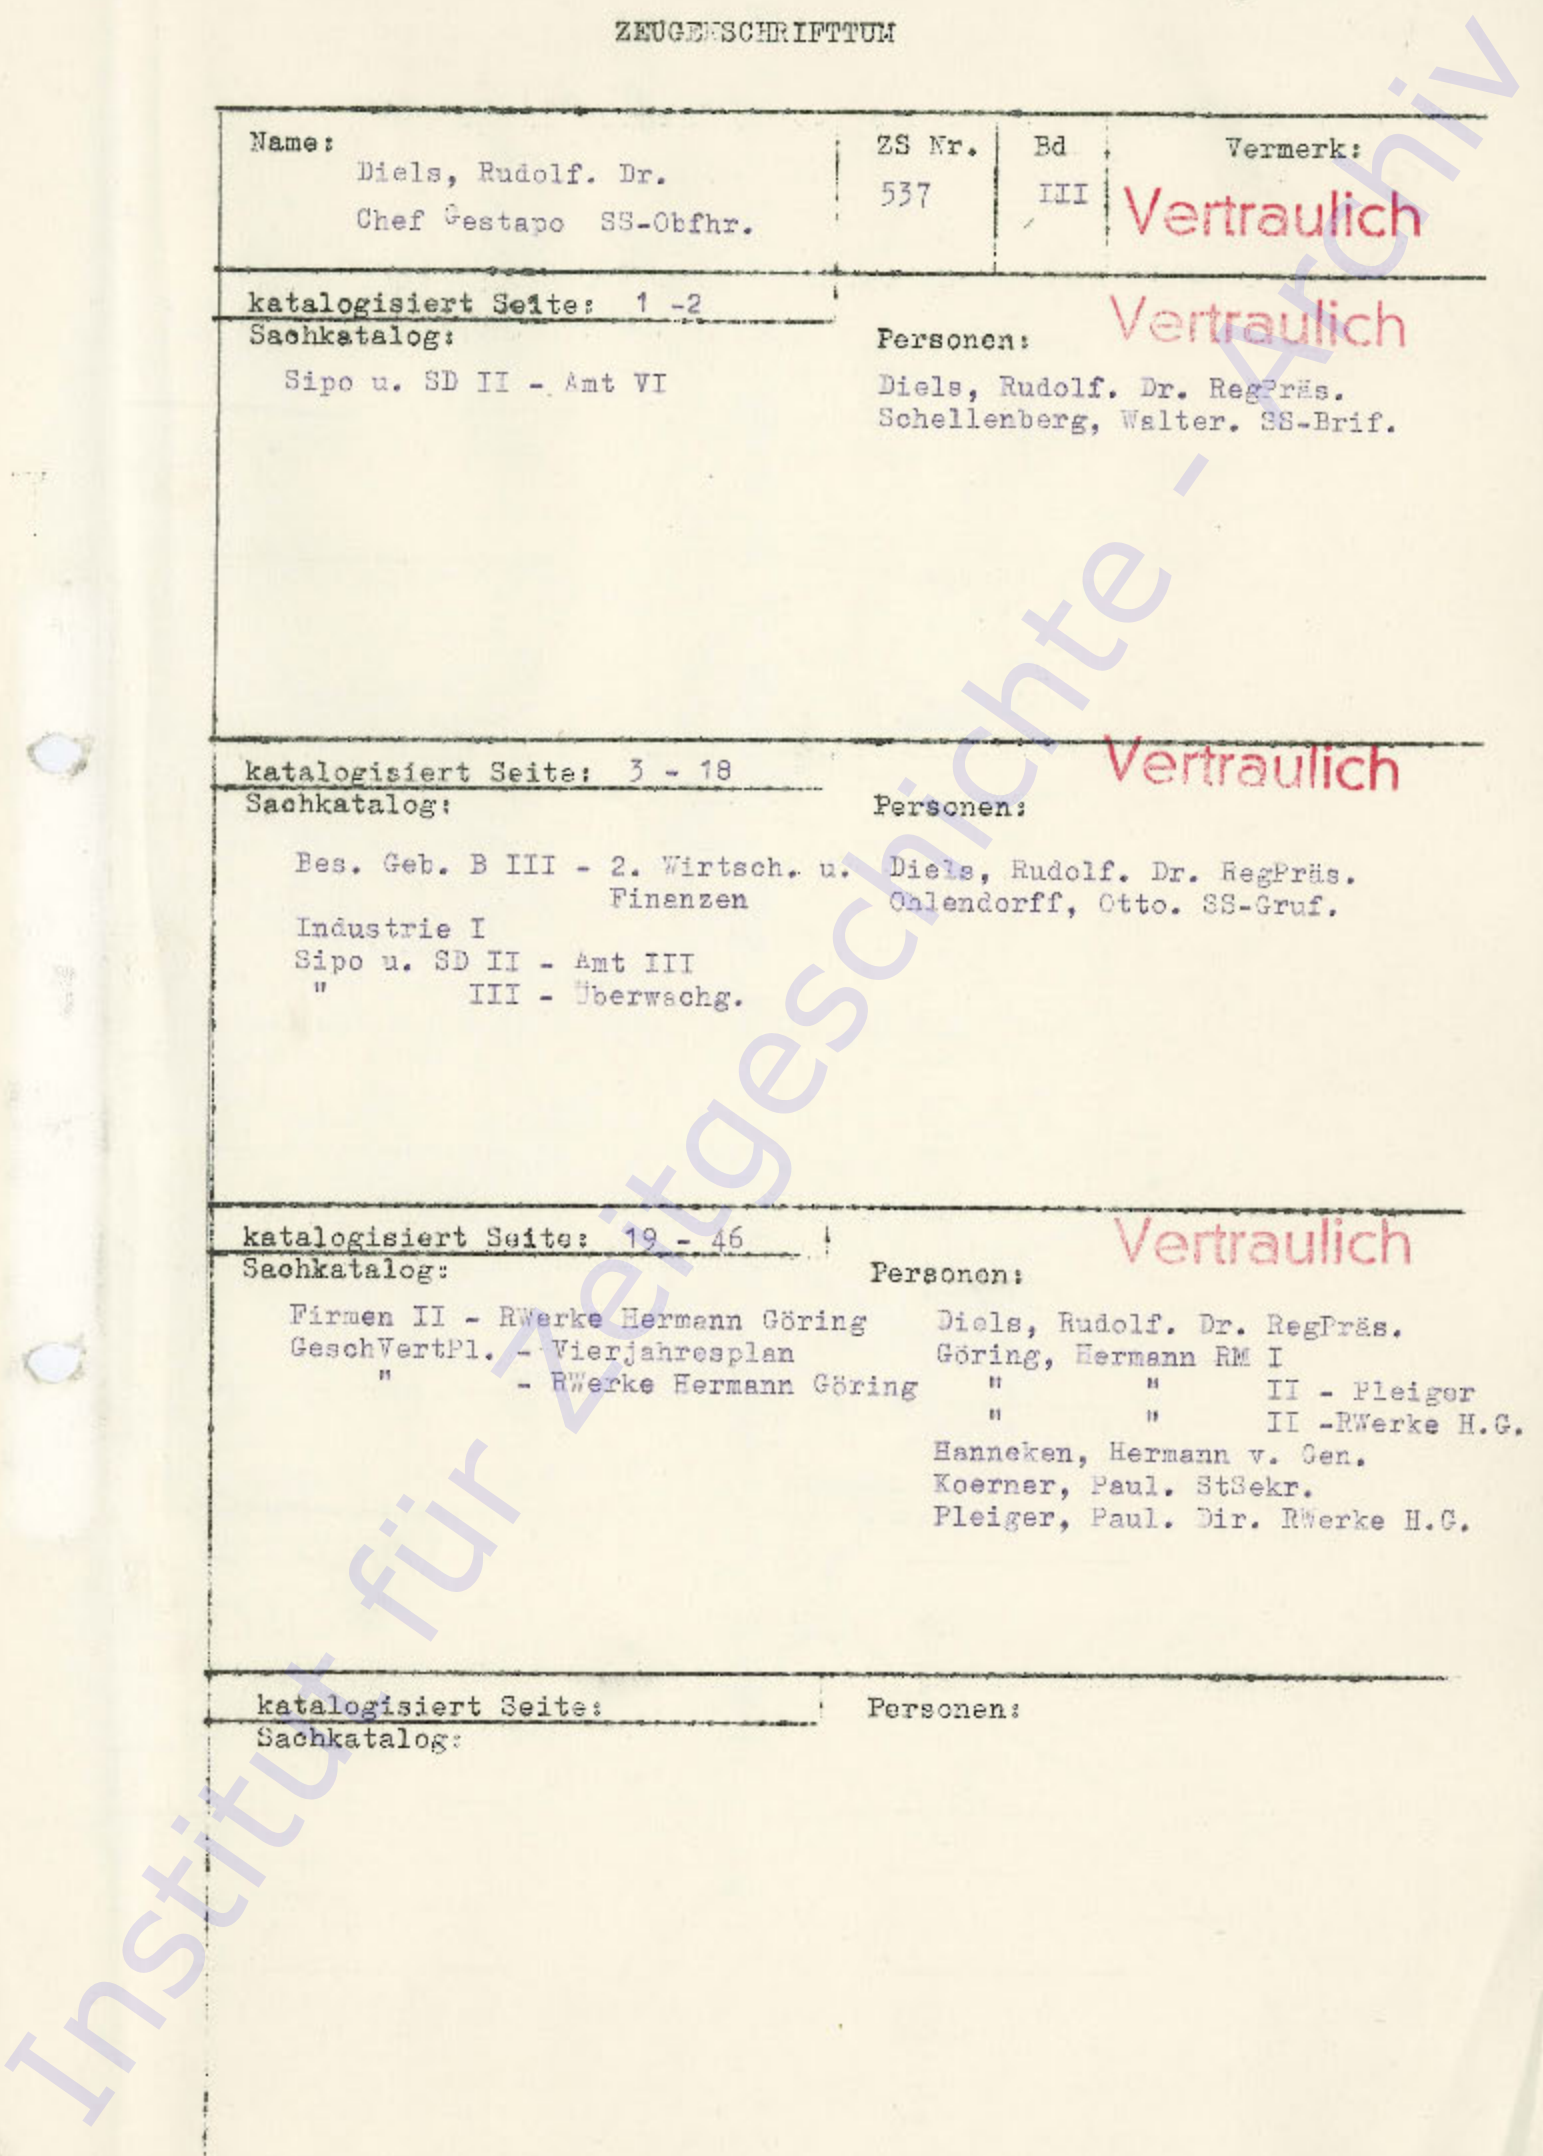 ZEUGENSCHRIFTTUM
Name:
Diels, Rudolf. Dr.
Chef Gestapo SS-Obfhr.
ZS Nr.
537
Bd
III
Vermerk:
Vertraulich
katalogisiert Seite: 1 -2
Sachkatalog:
Sipo u. SD II - Amt VI
Vertraulich
Personen:
Diels, Rudolf. Dr. RegPräs.
Schellenberg, Walter. SS-Brif.
katalogisiert Seite: 3 - 18
Sachkatalog:
Bes. Geb. B III - 2. Wirtsch. u.
Finanzen
Industrie I
Sipo u. SD II - Amt III
" III - Überwachg.
Vertraulich
Personen:
Diels, Rudolf. Dr. RegPräs.
Ohlendorff, Otto. SS-Gruf.
katalogisiert Seite: 19 - 46
Sachkatalog:
Firmen II - RWerke Hermann Göring
GeschVertPl. - Vierjahresplan
" - RWerke Hermann Göring
Vertraulich
Personen:
Diels, Rudolf. Dr. RegPräs.
Göring, Hermann RM I
" " II - Pleiger
" " II -RWerke H.G.
Hanneken, Hermann v. Gen.
Koerner, Paul. StSekr.
Pleiger, Paul. Dir. RWerke H.G.
katalogisiert Seite:
Sachkatalog:
Personen:
Institut für Zeitgeschichte - Archiv